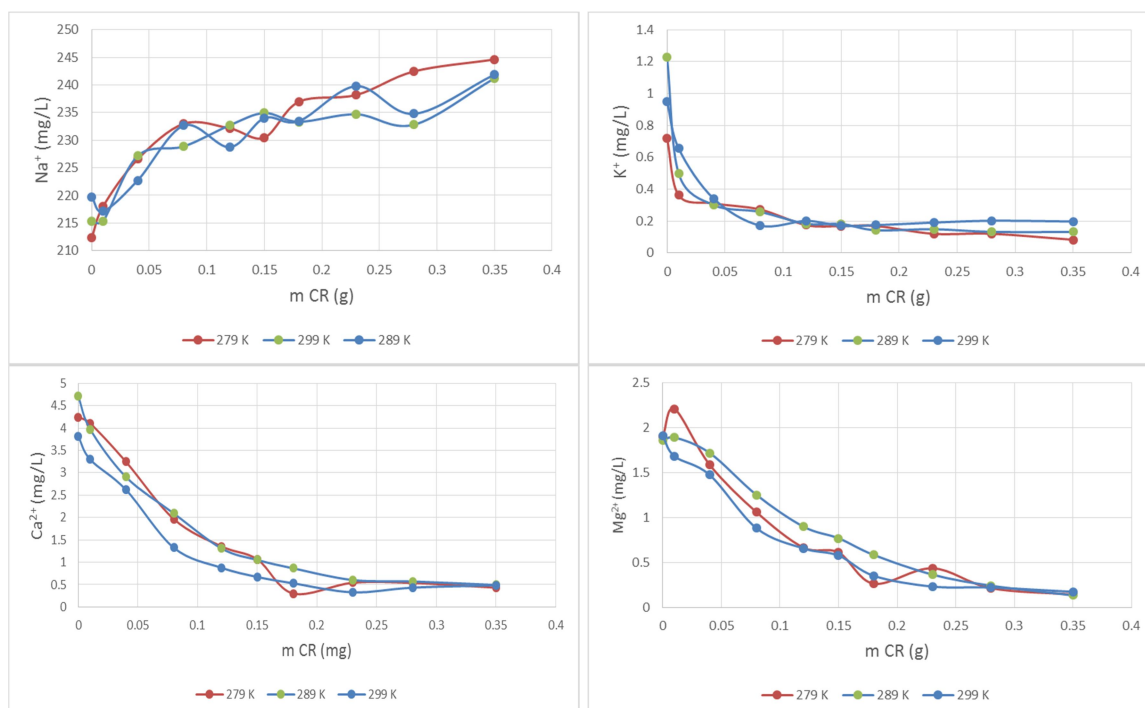 Na⁺ (mg/L)
250
245
240
235
230
225
220
215
210
0 0.05 0.1 0.15 0.2 0.25 0.3 0.35 0.4
m CR (g)
279 K 299 K 289 K
K⁺ (mg/L)
1.4
1.2
1
0.8
0.6
0.4
0.2
0
0 0.05 0.1 0.15 0.2 0.25 0.3 0.35 0.4
m CR (g)
279 K 289 K 299 K
Ca²⁺ (mg/L)
5
4.5
4
3.5
3
2.5
2
1.5
1
0.5
0
0 0.05 0.1 0.15 0.2 0.25 0.3 0.35 0.4
m CR (mg)
279 K 289 K 299 K
Mg²⁺ (mg/L)
2.5
2
1.5
1
0.5
0
0 0.05 0.1 0.15 0.2 0.25 0.3 0.35 0.4
m CR (g)
279 K 289 K 299 K